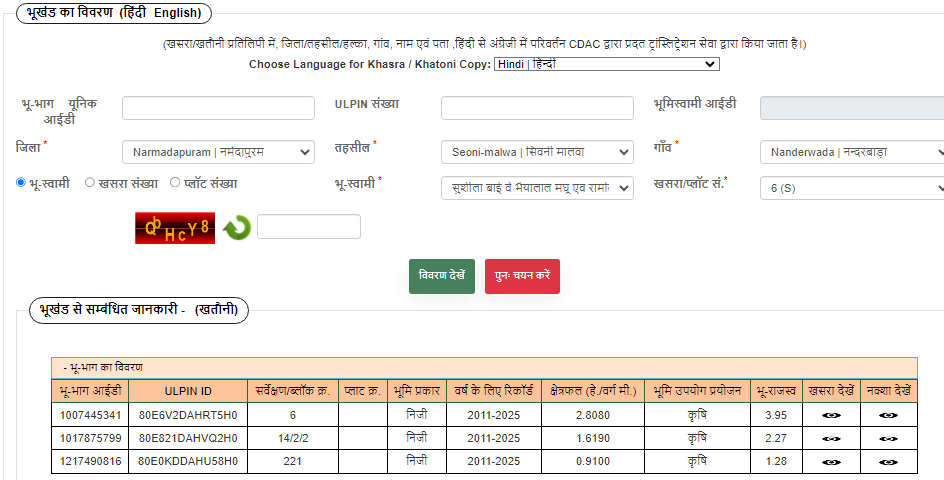 भूखंड का विवरण (हिंदी English)
(खसरा/खतौनी प्रतिलिपी में, जिला/तहसील/हल्का, गांव, नाम एवं पता ,हिंदी से अंग्रेजी में परिवर्तन CDAC द्वारा प्रदत ट्रांस्लिट्रेशन सेवा द्वारा किया जाता है।)
Choose Language for Khasra / Khatoni Copy: Hindi | हिन्दी
भू-भाग यूनिक आईडी ULPIN संख्या भूमिस्वामी आईडी
जिला * Narmadapuram | नर्मदापुरम तहसील * Seoni-malwa | सिवनी मालवा गाँव * Nanderwada | नन्दरबाड़ा
भू-स्वामी खसरा संख्या प्लॉट संख्या भू-स्वामी * सुशीला बाई खसरा/प्लॉट सं.* 6 (S)
QbHcY8
विवरण देखें पुनः चयन करें
भूखंड से सम्बंधित जानकारी - (खतौनी)
- भू-भाग का विवरण
भू-भाग आईडी ULPIN ID सर्वेक्षण/ब्लॉक क्र. प्लाट क्र. भूमि प्रकार वर्ष के लिए रिकॉर्ड क्षेत्रफल (हे./वर्ग मी.) भूमि उपयोग प्रयोजन भू-राजस्व खसरा देखें नक्शा देखें
1007445341 80E6V2DAHRT5H0 6 निजी 2011-2025 2.8080 कृषि 3.95
1017875799 80E821DAHVQ2H0 14/2/2 निजी 2011-2025 1.6190 कृषि 2.27
1217490816 80E0KDDAHU58H0 221 निजी 2011-2025 0.9100 कृषि 1.28